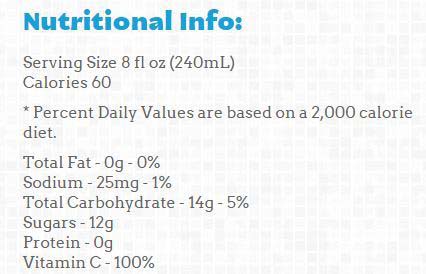 Nutritional Info:
Serving Size 8 fl oz (240mL)
Calories 60
* Percent Daily Values are based on a 2,000 calorie
diet.
Total Fat - 0g - 0%
Sodium - 25mg - 1%
Total Carbohydrate - 14g - 5%
Sugars - 12g
Protein - 0g
Vitamin C - 100%